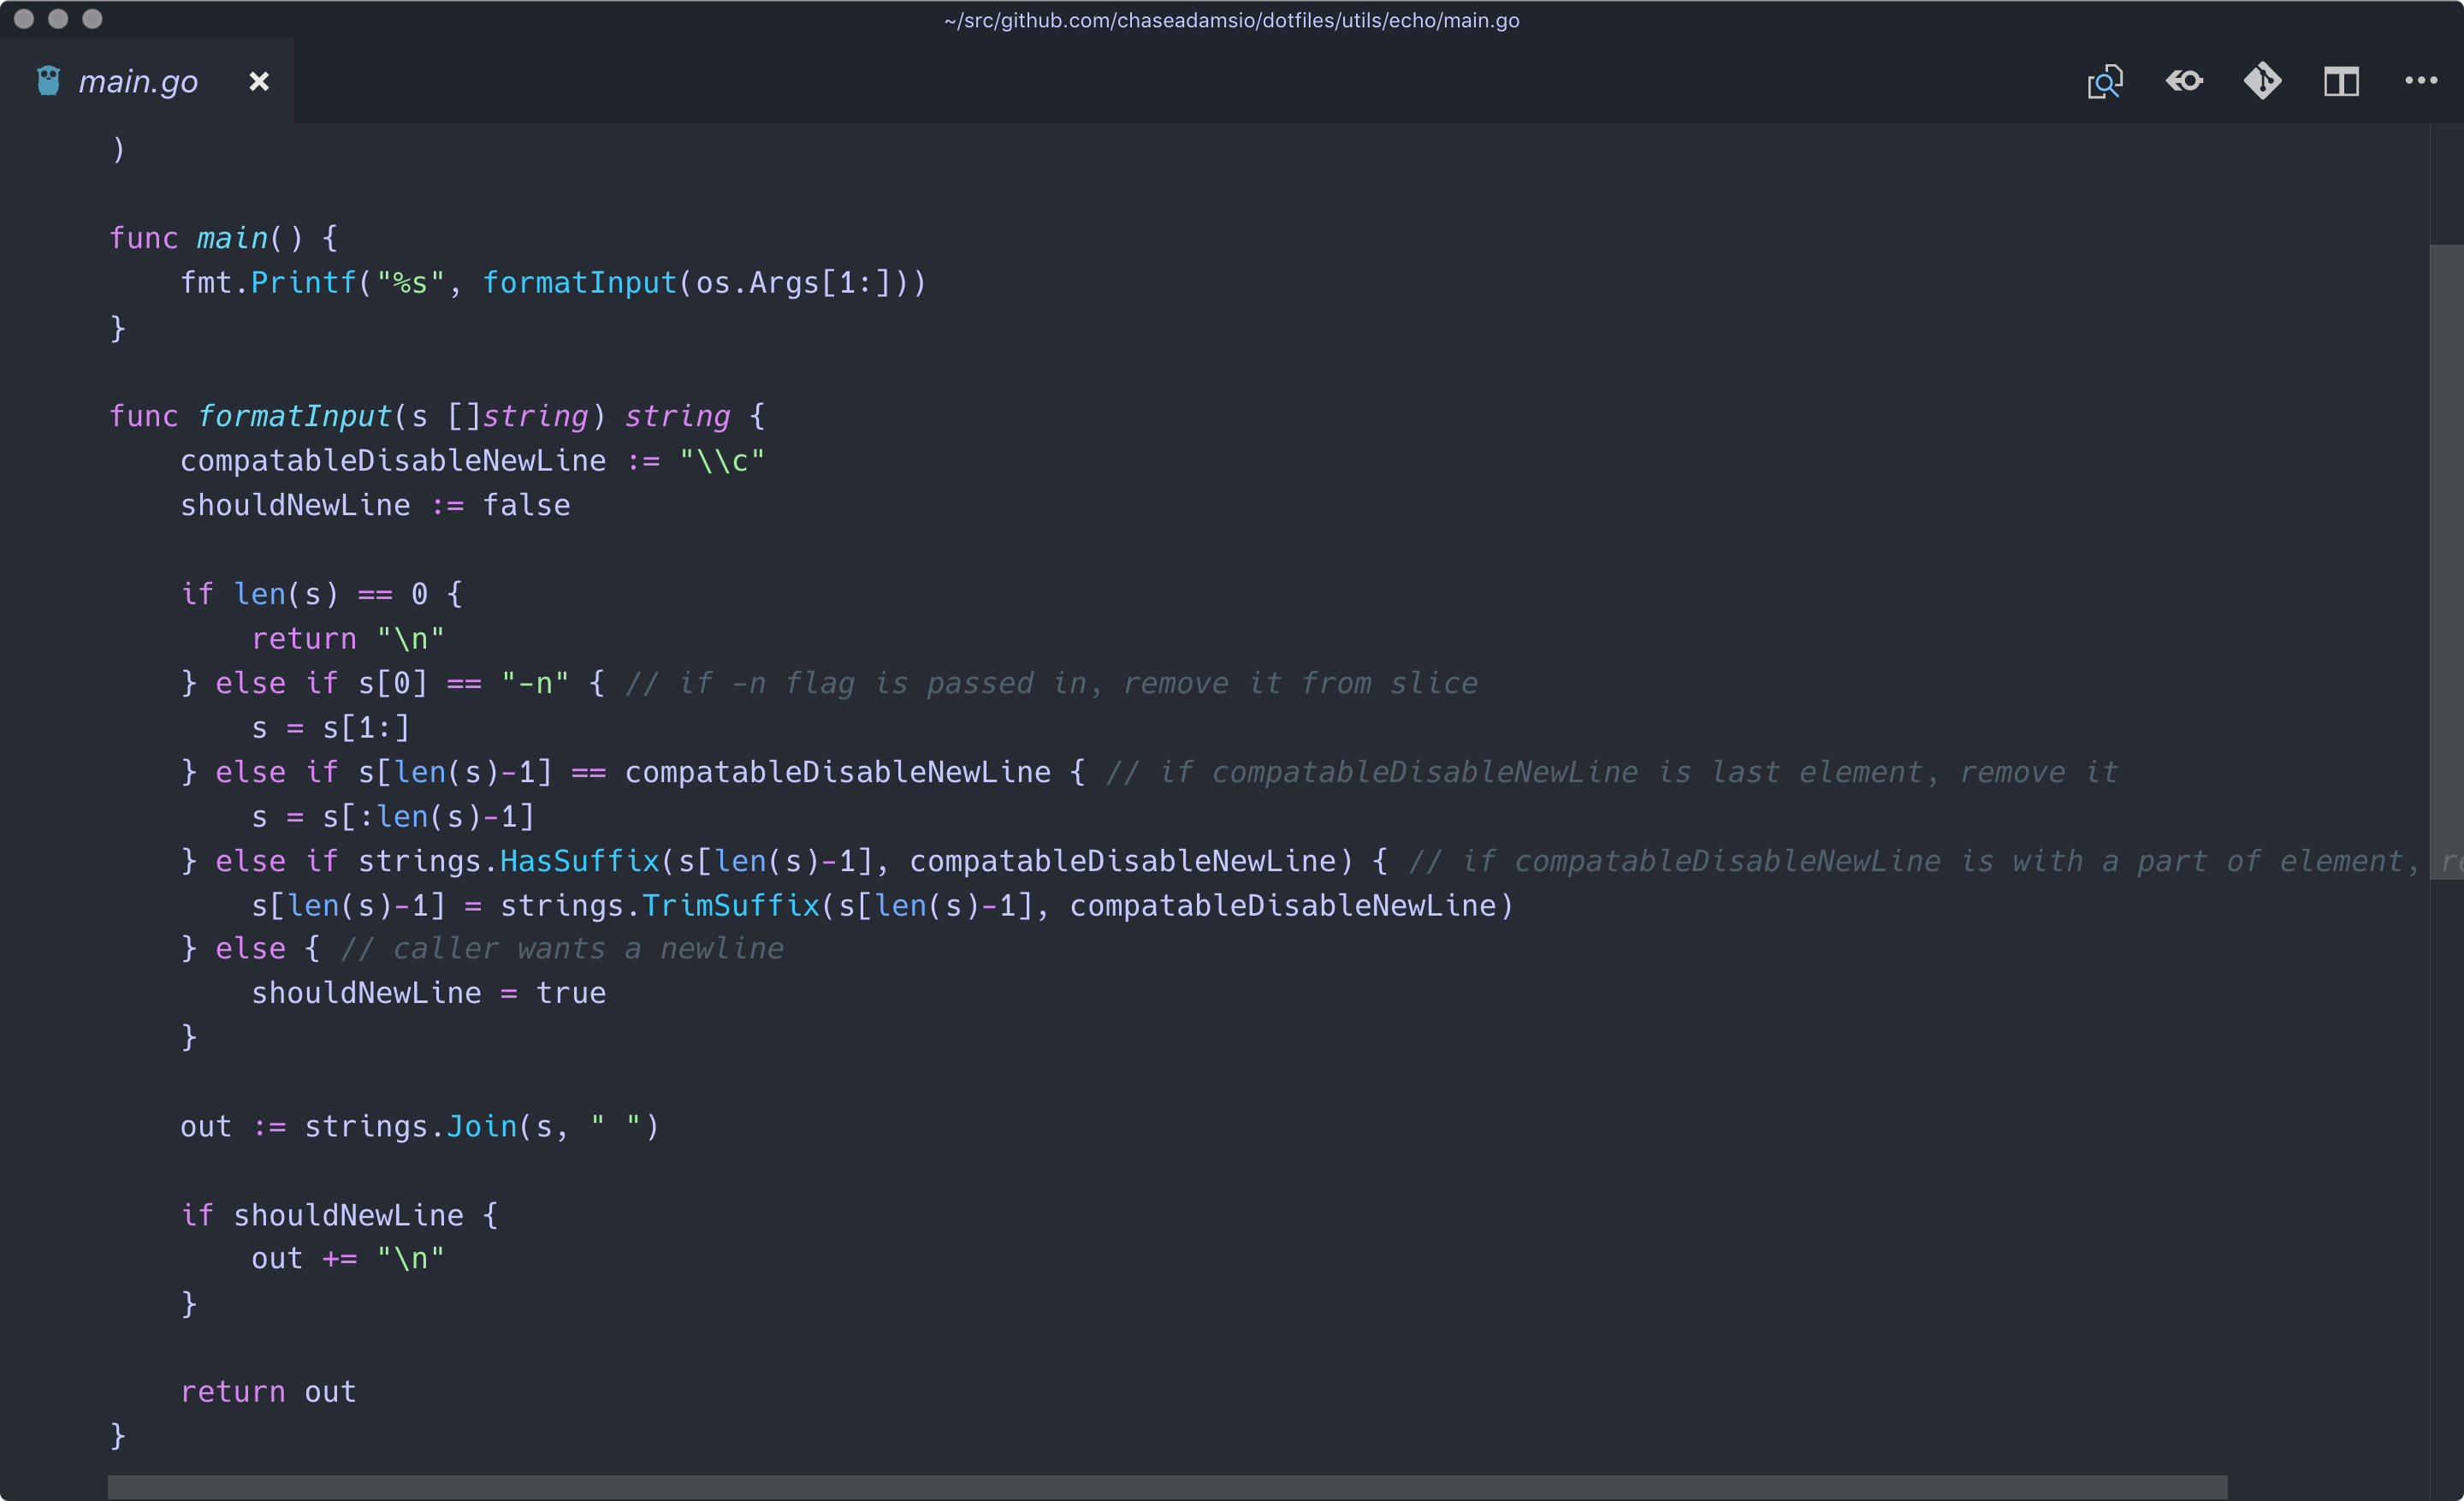 ~/src/github.com/chaseadamsio/dotfiles/utils/echo/main.go
main.go
)
func main() {
    fmt.Printf("%s", formatInput(os.Args[1:]))
}
func formatInput(s []string) string {
    compatableDisableNewLine := "\\c"
    shouldNewLine := false
    if len(s) == 0 {
        return "\n"
    } else if s[0] == "-n" { // if -n flag is passed in, remove it from slice
        s = s[1:]
    } else if s[len(s)-1] == compatableDisableNewLine { // if compatableDisableNewLine is last element, remove it
        s = s[:len(s)-1]
    } else if strings.HasSuffix(s[len(s)-1], compatableDisableNewLine) { // if compatableDisableNewLine is with a part of element,
        s[len(s)-1] = strings.TrimSuffix(s[len(s)-1], compatableDisableNewLine)
    } else { // caller wants a newline
        shouldNewLine = true
    }
    out := strings.Join(s, " ")
    if shouldNewLine {
        out += "\n"
    }
    return out
}